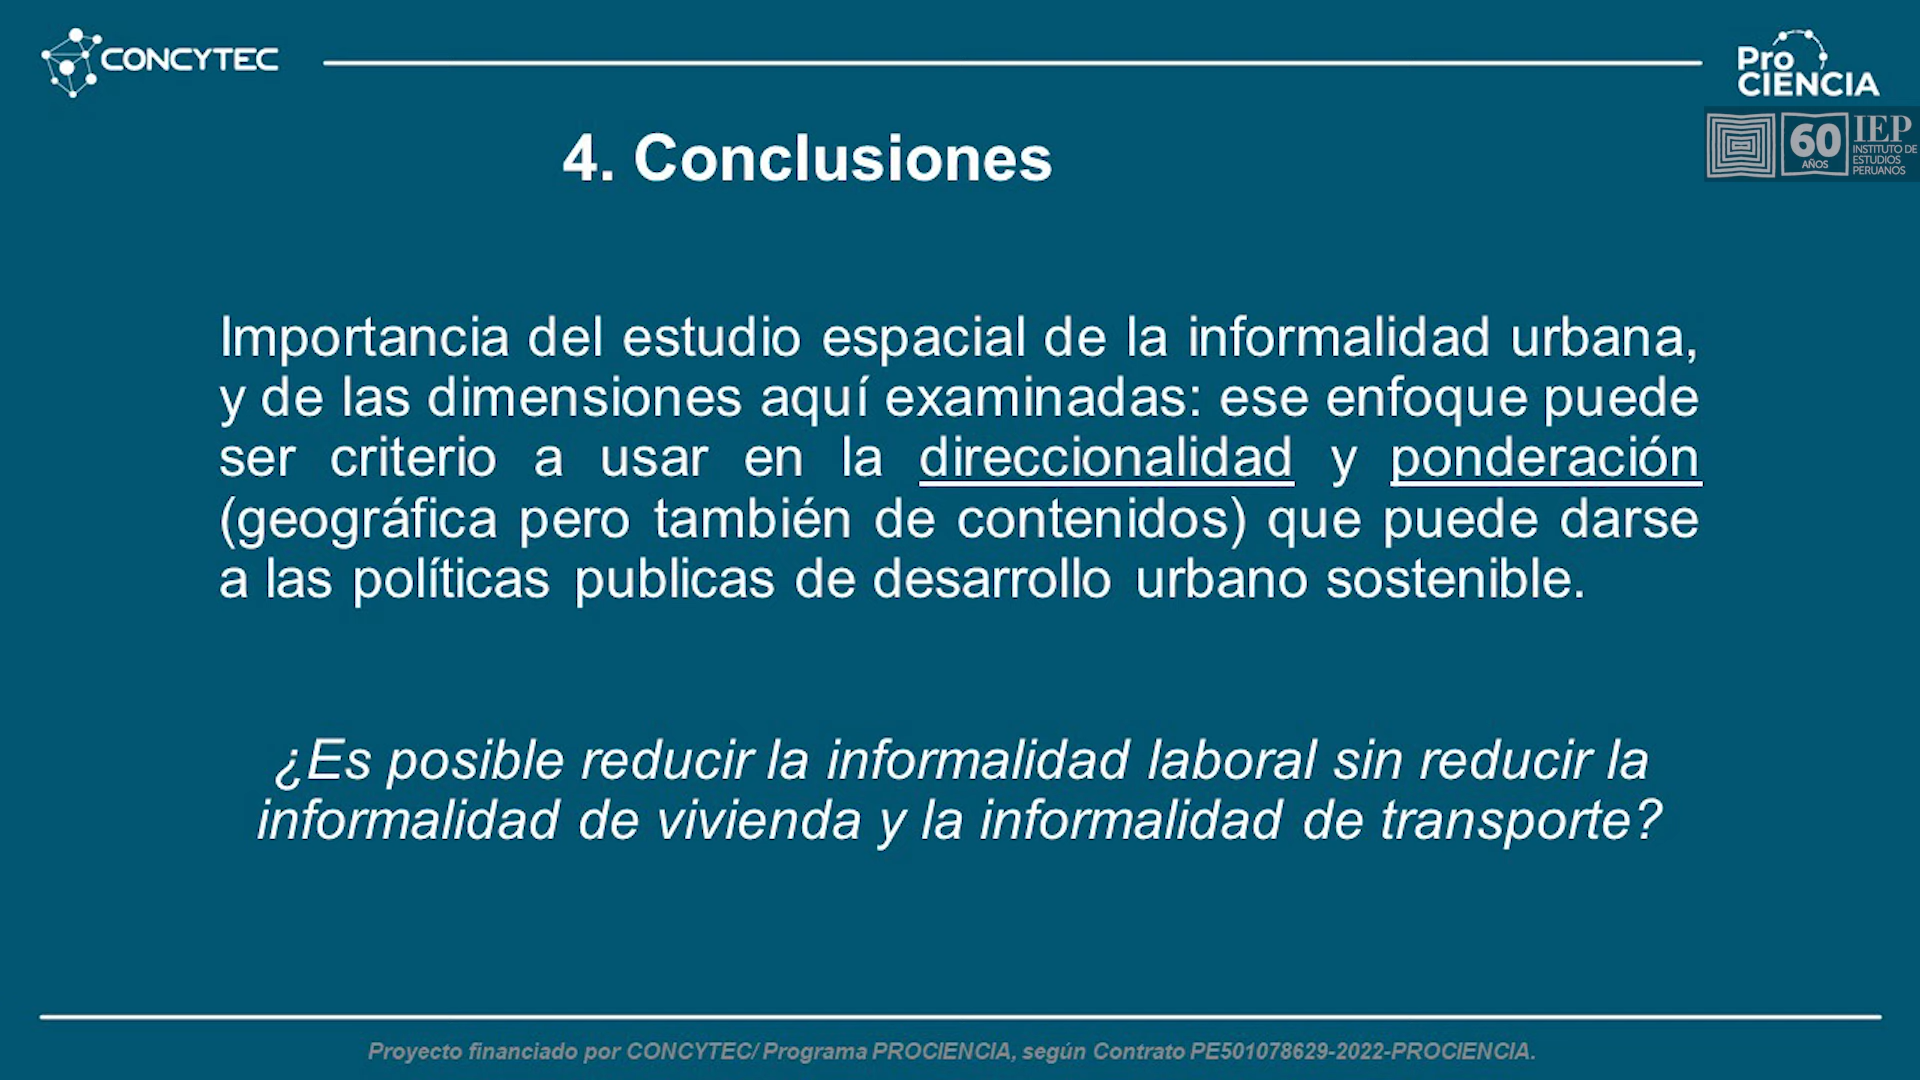 CONCYTEC
Pro
CIENCIA
60
AÑOS
IEP
INSTITUTO DE
ESTUDIOS
PERUANOS
4. Conclusiones
Importancia del estudio espacial de la informalidad urbana,
y de las dimensiones aquí examinadas: ese enfoque puede
ser criterio a usar en la direccionalidad y ponderación
(geográfica pero también de contenidos) que puede darse
a las políticas publicas de desarrollo urbano sostenible.
¿Es posible reducir la informalidad laboral sin reducir la
informalidad de vivienda y la informalidad de transporte?
Proyecto financiado por CONCYTEC/ Programa PROCIENCIA, según Contrato PE501078629-2022-PROCIENCIA.